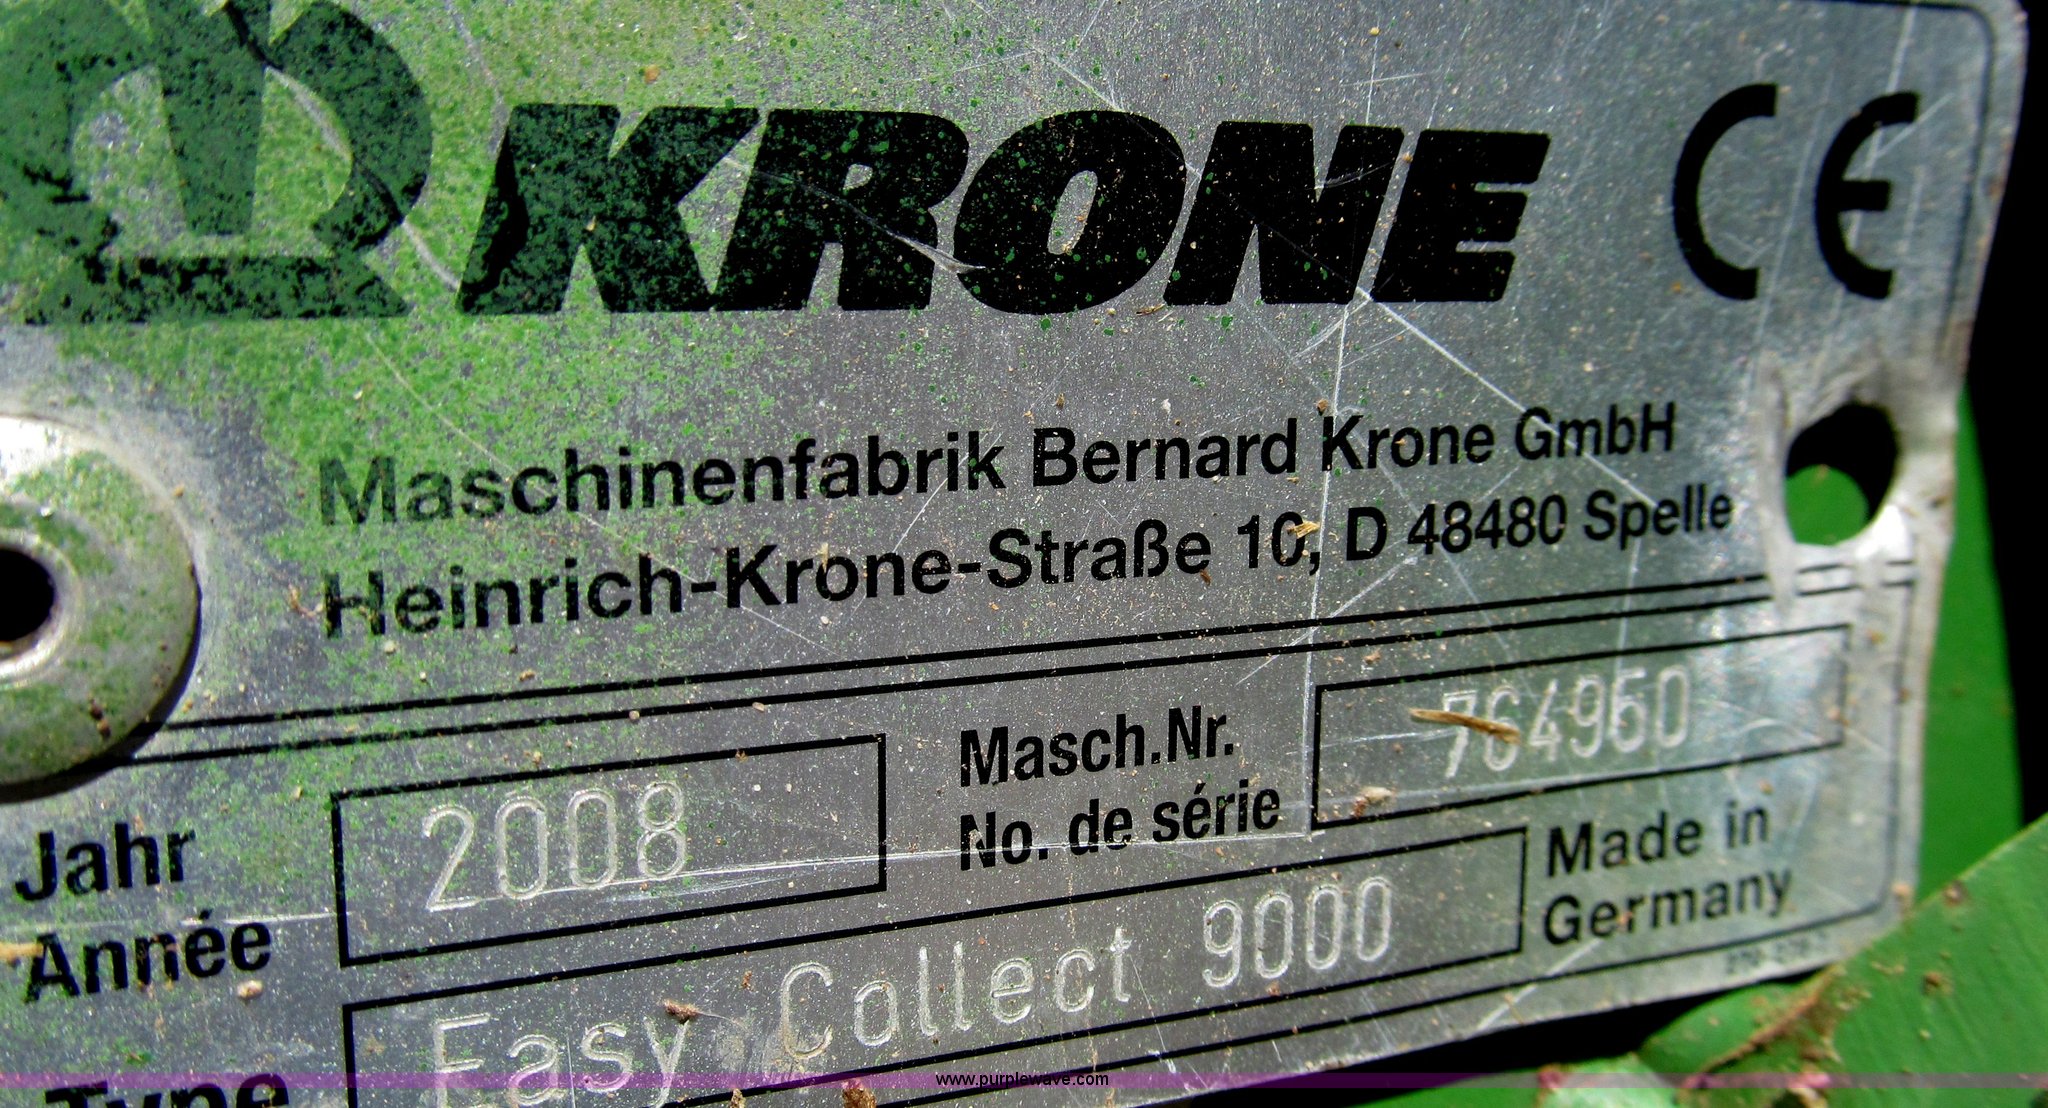 KRONE CE
Maschinenfabrik Bernard Krone GmbH
Heinrich-Krone-Straße 10, D 48480 Spelle
Jahr
Année
2008
Masch.Nr.
No. de série
764960
Type
Easy Collect 9000
Made in
Germany
www.purplewave.com